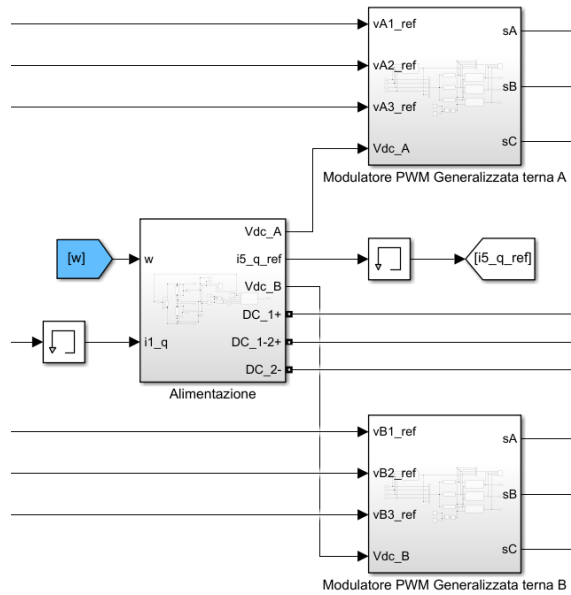 vA1_ref
sA
vA2_ref
sB
vA3_ref
sC
Vdc_A
Modulatore PWM Generalizzata terna A
[w]
w
Vdc_A
i5_q_ref
[i5_q_ref]
Vdc_B
DC_1+
i1_q
DC_1-2+
DC_2-
Alimentazione
vB1_ref
sA
vB2_ref
sB
vB3_ref
sC
Vdc_B
Modulatore PWM Generalizzata terna B